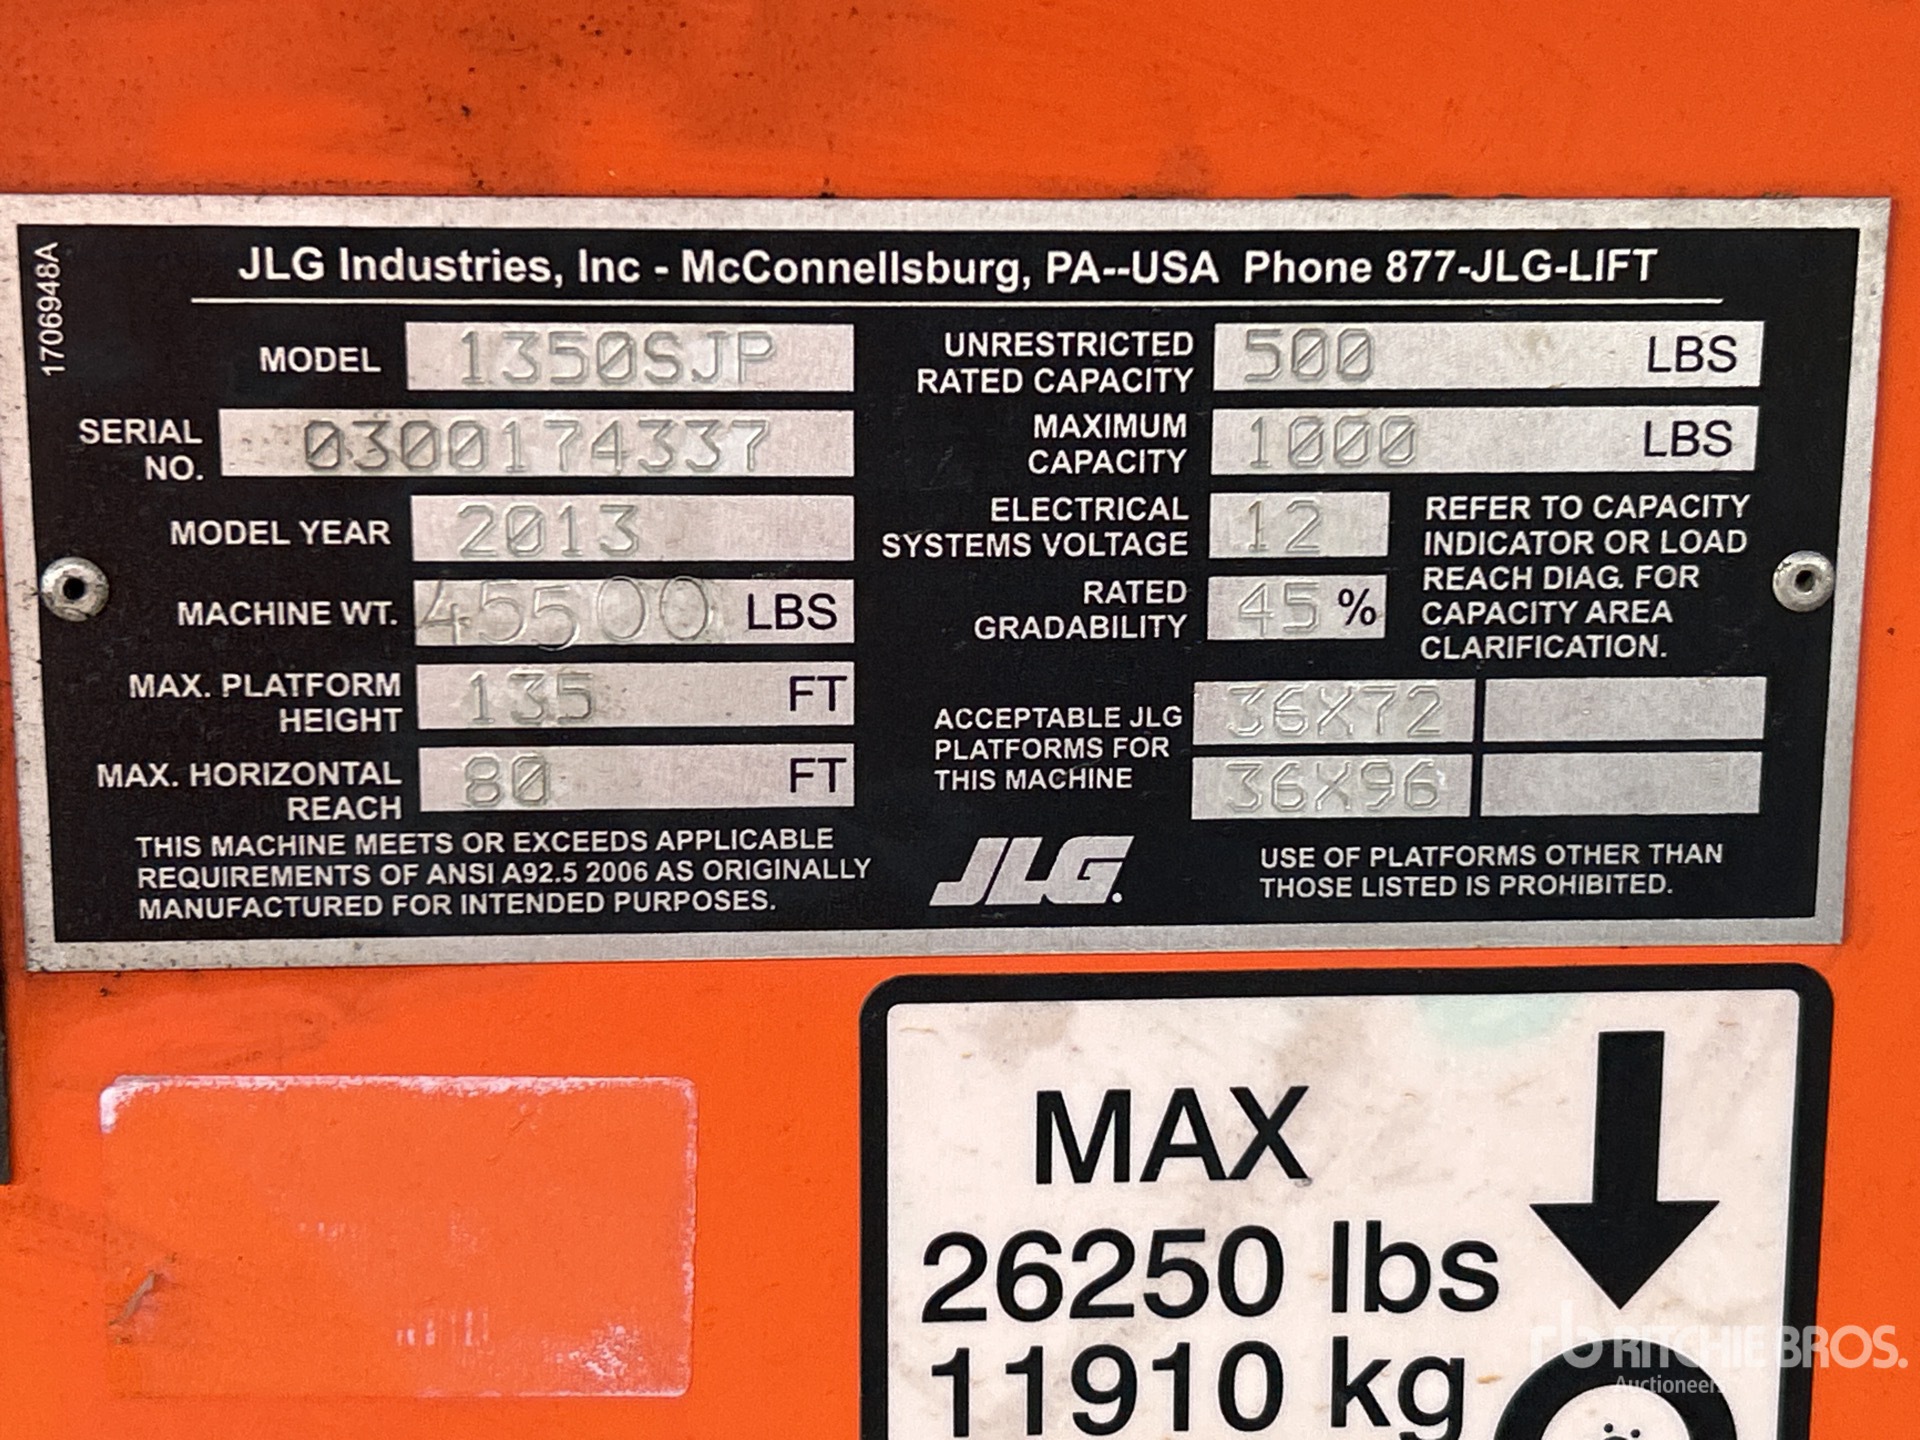 1706948A
JLG Industries, Inc - McConnellsburg, PA--USA Phone 877-JLG-LIFT
MODEL 1350SJP
SERIAL NO. 0300174337
MODEL YEAR 2013
MACHINE WT. 45500 LBS
MAX. PLATFORM HEIGHT 135 FT
MAX. HORIZONTAL REACH 80 FT
THIS MACHINE MEETS OR EXCEEDS APPLICABLE
REQUIREMENTS OF ANSI A92.5 2006 AS ORIGINALLY
MANUFACTURED FOR INTENDED PURPOSES.
UNRESTRICTED RATED CAPACITY 500 LBS
MAXIMUM CAPACITY 1000 LBS
ELECTRICAL SYSTEMS VOLTAGE 12
RATED GRADABILITY 45 %
REFER TO CAPACITY
INDICATOR OR LOAD
REACH DIAG. FOR
CAPACITY AREA
CLARIFICATION.
ACCEPTABLE JLG
PLATFORMS FOR
THIS MACHINE
36X72
36X96
JLG.
USE OF PLATFORMS OTHER THAN
THOSE LISTED IS PROHIBITED.
MAX
26250 lbs
11910 kg
rb RITCHIE BROS.
Auctioneers